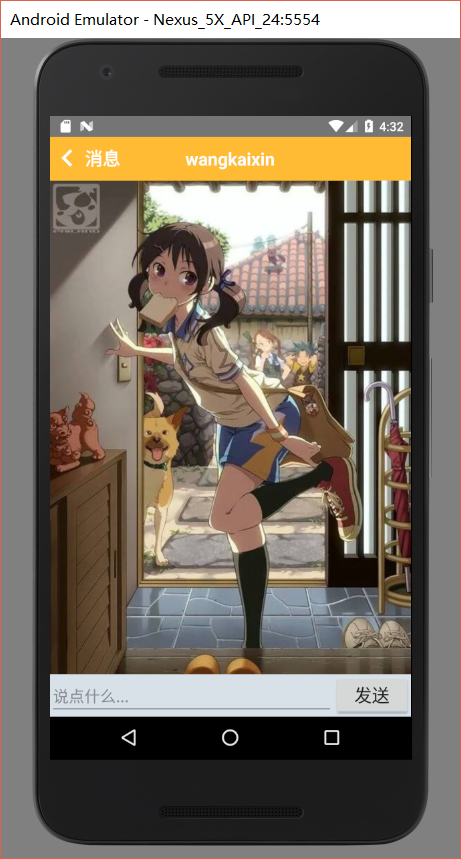 Android Emulator - Nexus_5X_API_24:5554
4:32
消息
wangkaixin
说点什么...
发送